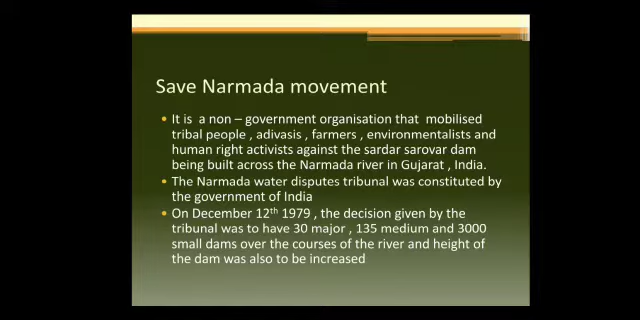 Save Narmada movement
• It is a non – government organisation that mobilised
tribal people , adivasis , farmers , environmentalists and
human right activists against the sardar sarovar dam
being built across the Narmada river in Gujarat , India.
• The Narmada water disputes tribunal was constituted by
the government of India
• On December 12th 1979 , the decision given by the
tribunal was to have 30 major , 135 medium and 3000
small dams over the courses of the river and height of
the dam was also to be increased